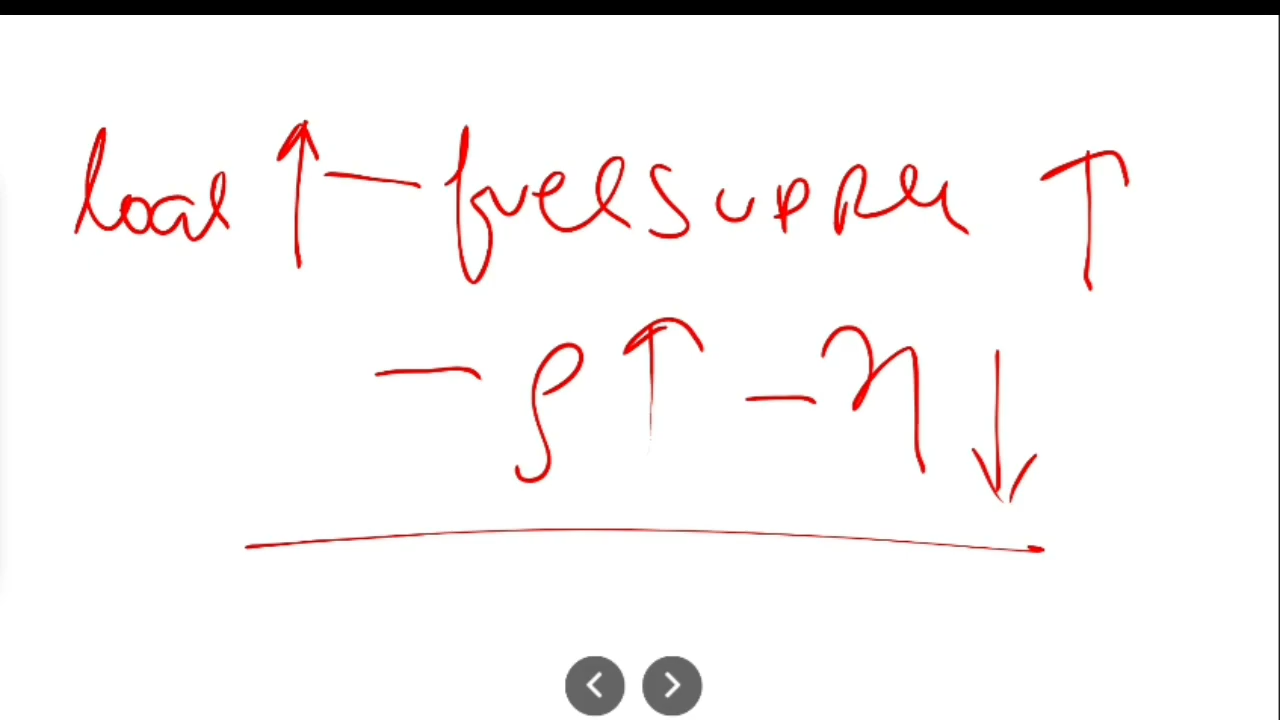 load ↑ – fuel supply ↑
– ρ ↑ – η ↓